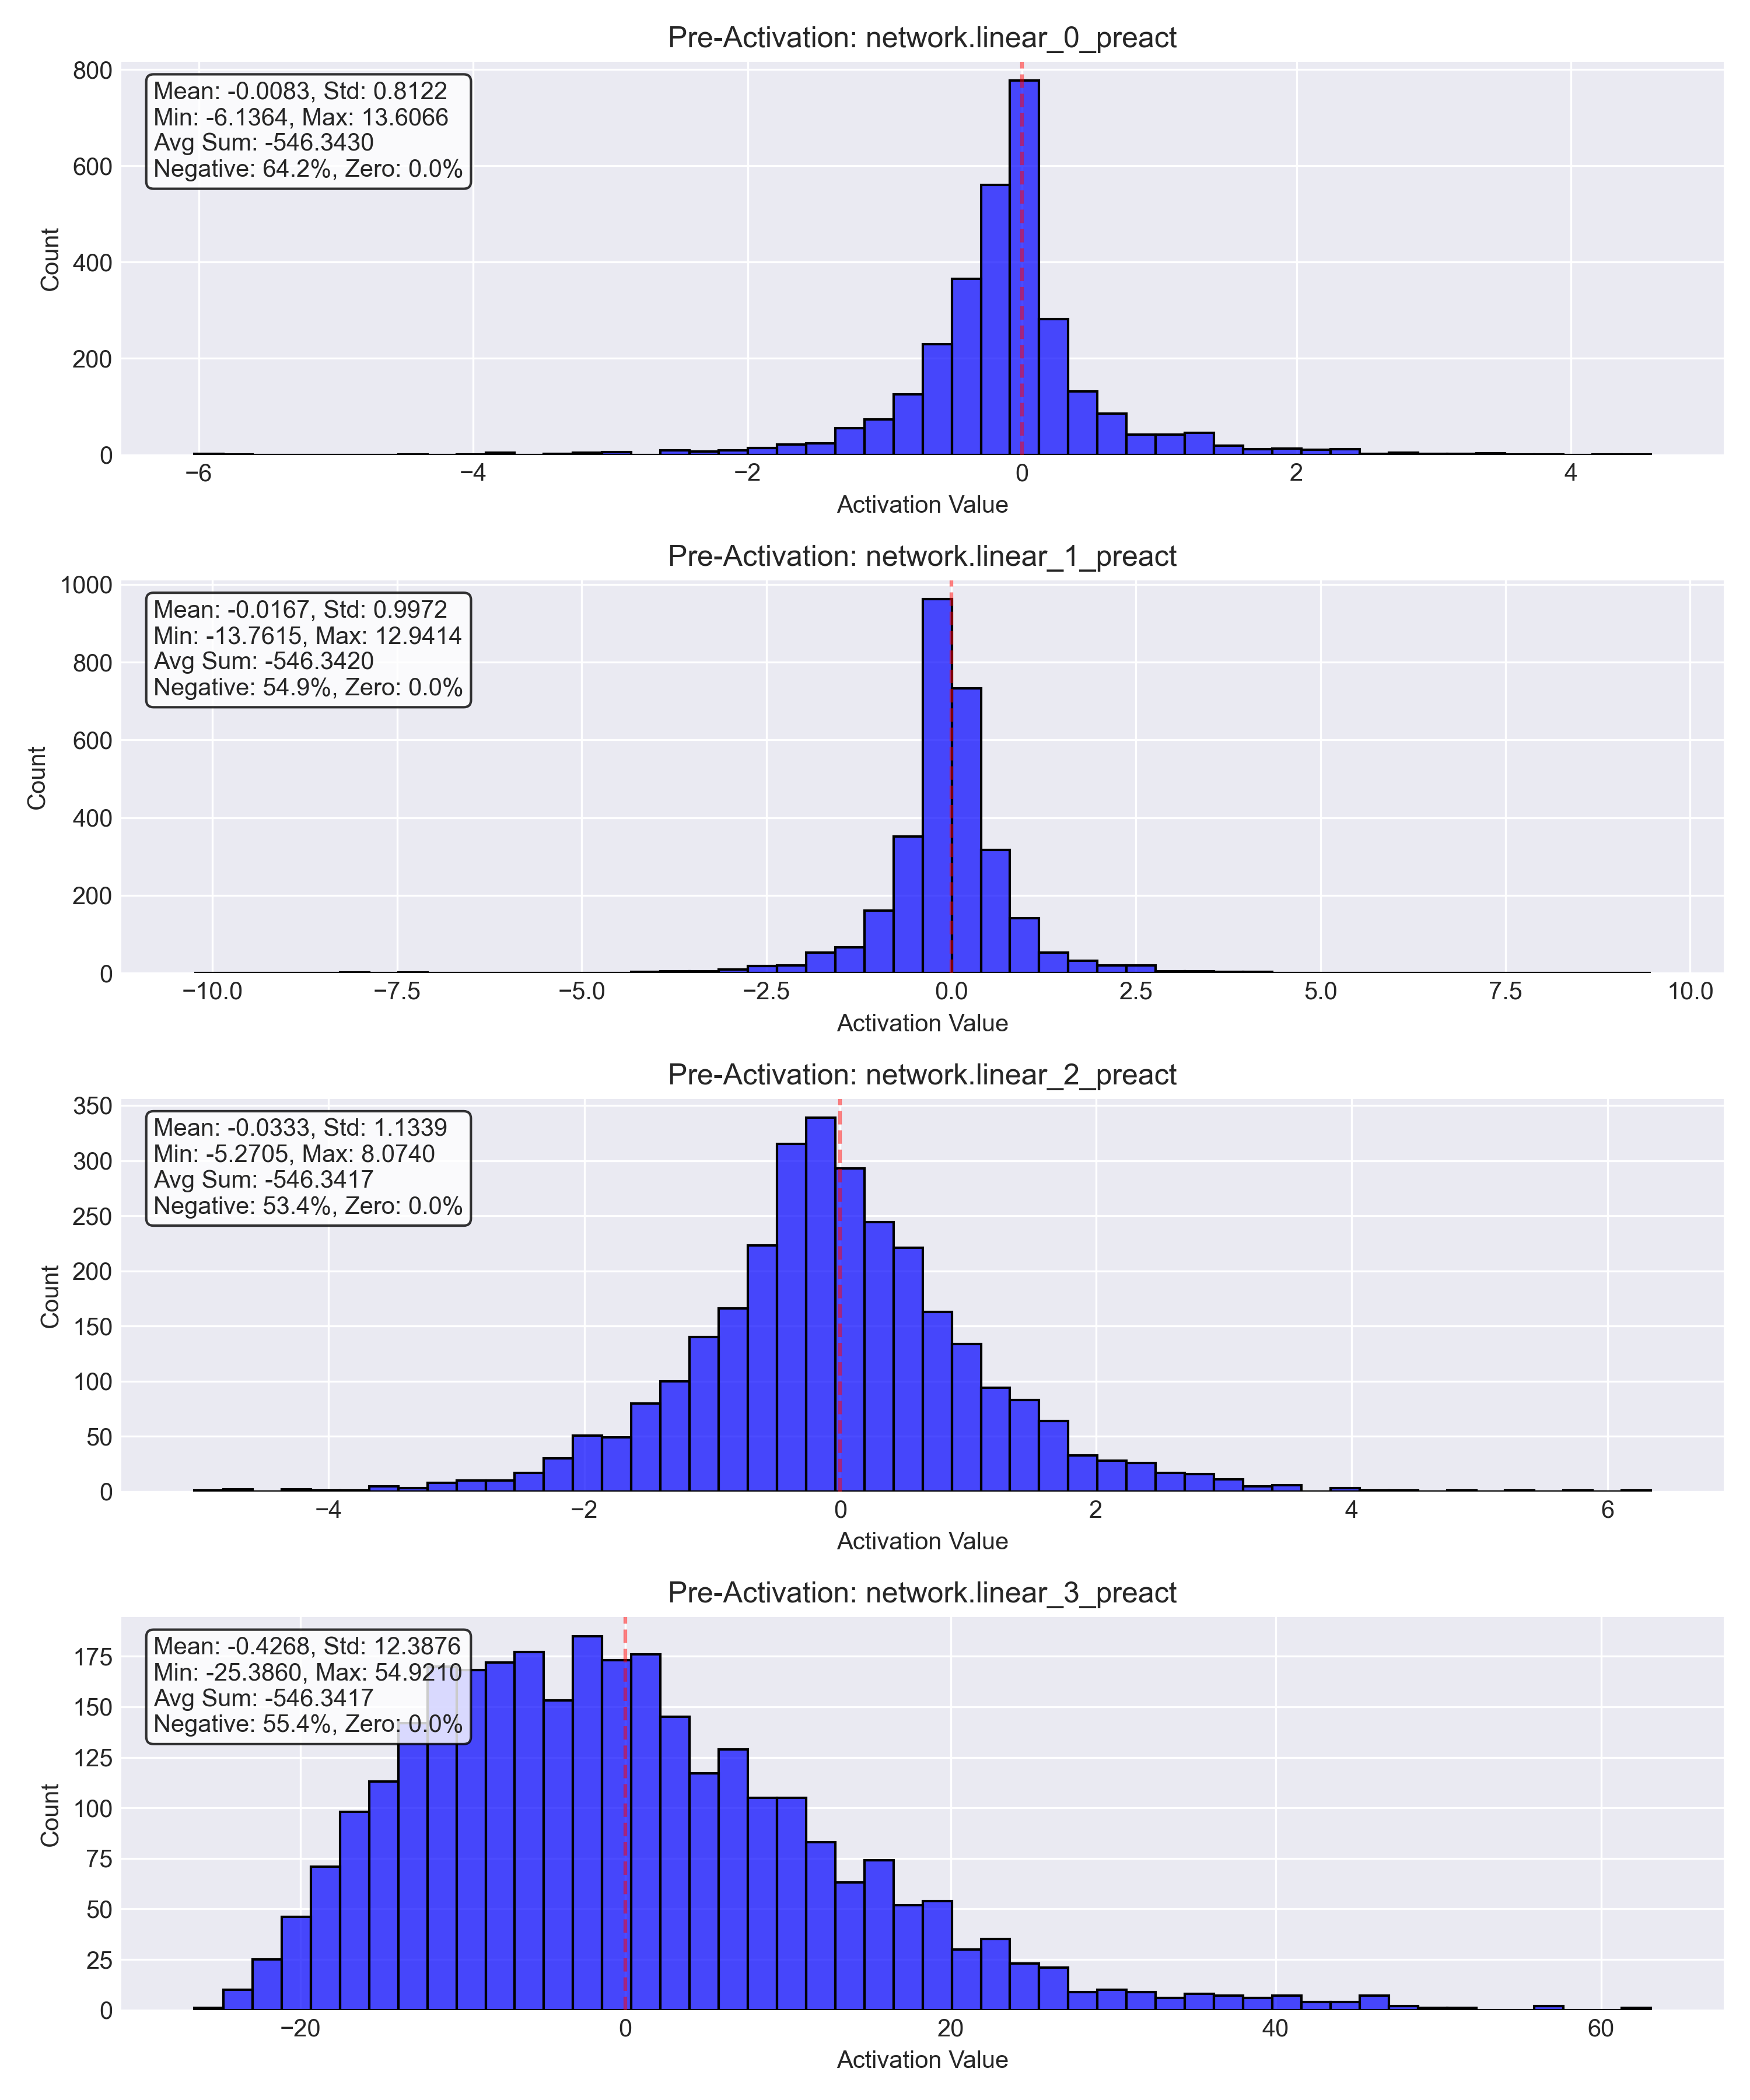 Pre-Activation: network.linear_0_preact
Mean: -0.0083, Std: 0.8122
Min: -6.1364, Max: 13.6066
Avg Sum: -546.3430
Negative: 64.2%, Zero: 0.0%
800
600
400
200
0
Count
−6 −4 −2 0 2 4
Activation Value
Pre-Activation: network.linear_1_preact
Mean: -0.0167, Std: 0.9972
Min: -13.7615, Max: 12.9414
Avg Sum: -546.3420
Negative: 54.9%, Zero: 0.0%
1000
800
600
400
200
0
Count
−10.0 −7.5 −5.0 −2.5 0.0 2.5 5.0 7.5 10.0
Activation Value
Pre-Activation: network.linear_2_preact
Mean: -0.0333, Std: 1.1339
Min: -5.2705, Max: 8.0740
Avg Sum: -546.3417
Negative: 53.4%, Zero: 0.0%
350
300
250
200
150
100
50
0
Count
−4 −2 0 2 4 6
Activation Value
Pre-Activation: network.linear_3_preact
Mean: -0.4268, Std: 12.3876
Min: -25.3860, Max: 54.9210
Avg Sum: -546.3417
Negative: 55.4%, Zero: 0.0%
175
150
125
100
75
50
25
0
Count
−20 0 20 40 60
Activation Value